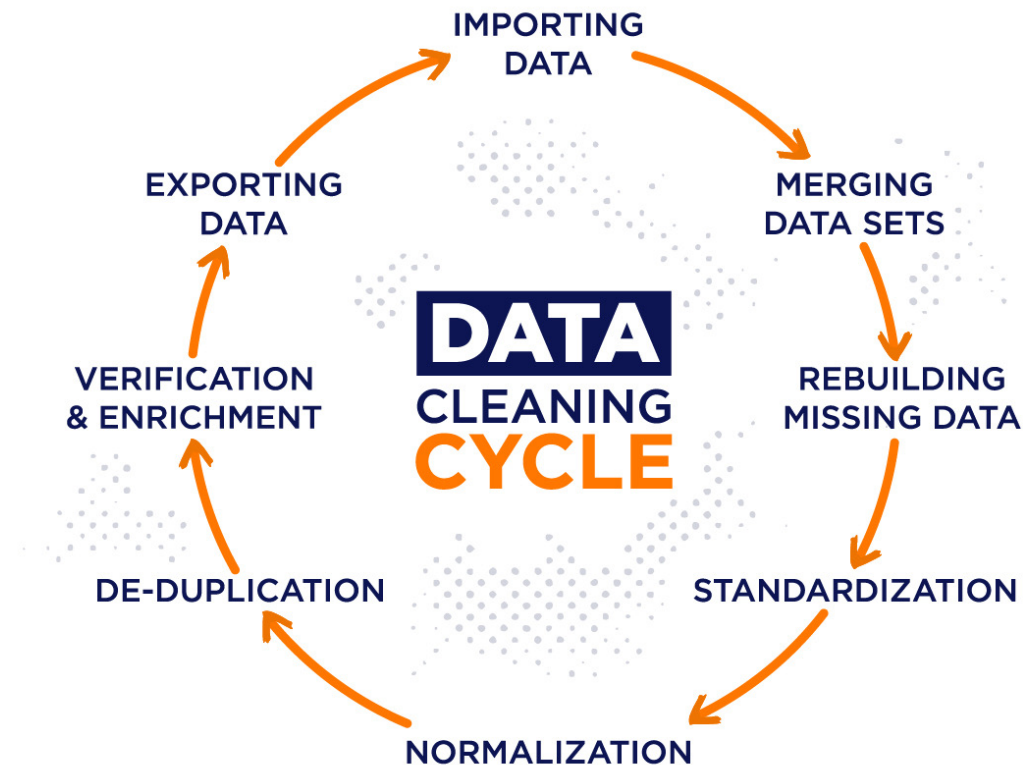 IMPORTING
DATA
MERGING
DATA SETS
REBUILDING
MISSING DATA
STANDARDIZATION
NORMALIZATION
DE-DUPLICATION
VERIFICATION
& ENRICHMENT
EXPORTING
DATA
DATA
CLEANING
CYCLE